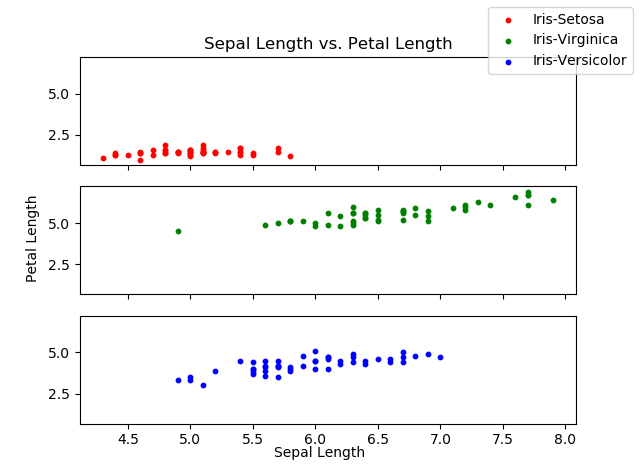 Sepal Length vs. Petal Length
Iris-Setosa
Iris-Virginica
Iris-Versicolor
5.0
2.5
5.0
2.5
Petal Length
5.0
2.5
4.5 5.0 5.5 6.0 6.5 7.0 7.5 8.0
Sepal Length